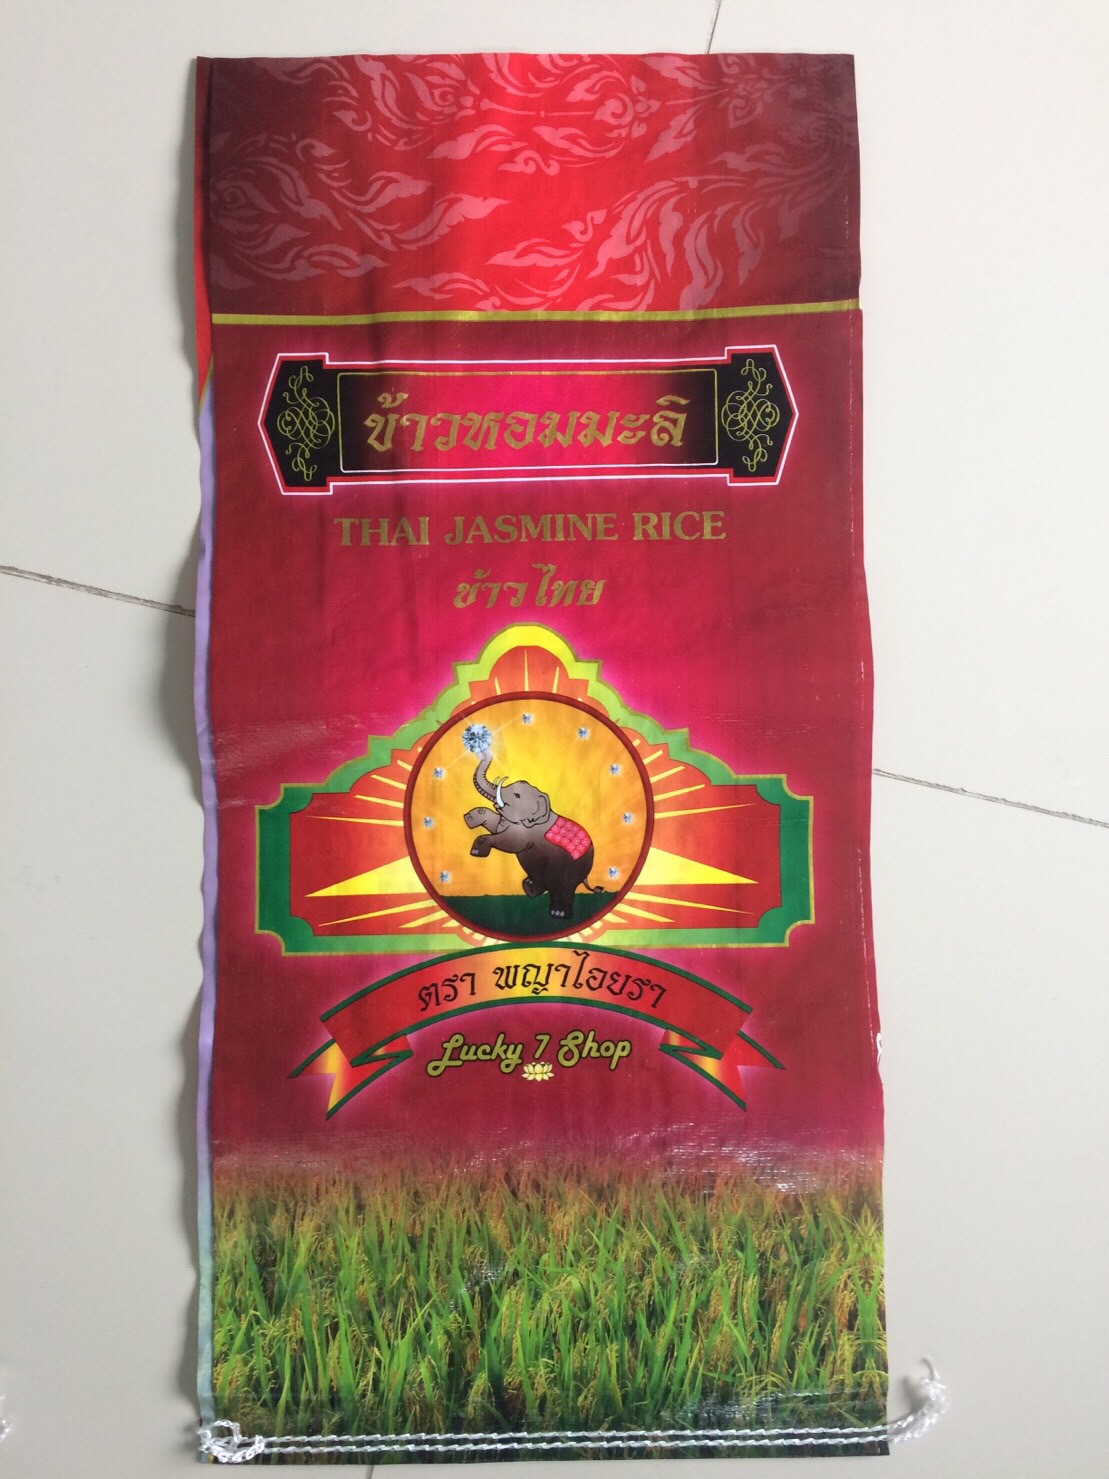 ข้าวหอมมะลิ
THAI JASMINE RICE
ข้าวไทย
ตรา พญาไอยรา
Lucky 7 Shop